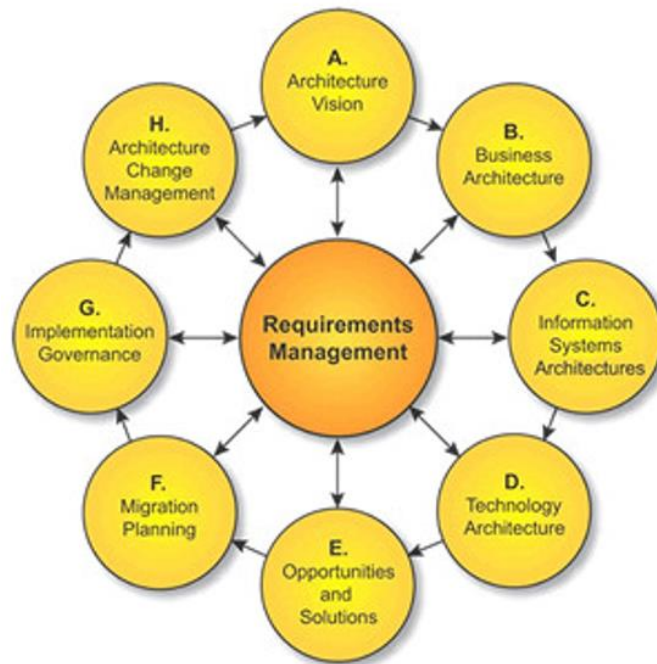 A.
Architecture
Vision
B.
Business
Architecture
C.
Information
Systems
Architectures
D.
Technology
Architecture
E.
Opportunities
and
Solutions
F.
Migration
Planning
G.
Implementation
Governance
H.
Architecture
Change
Management
Requirements
Management